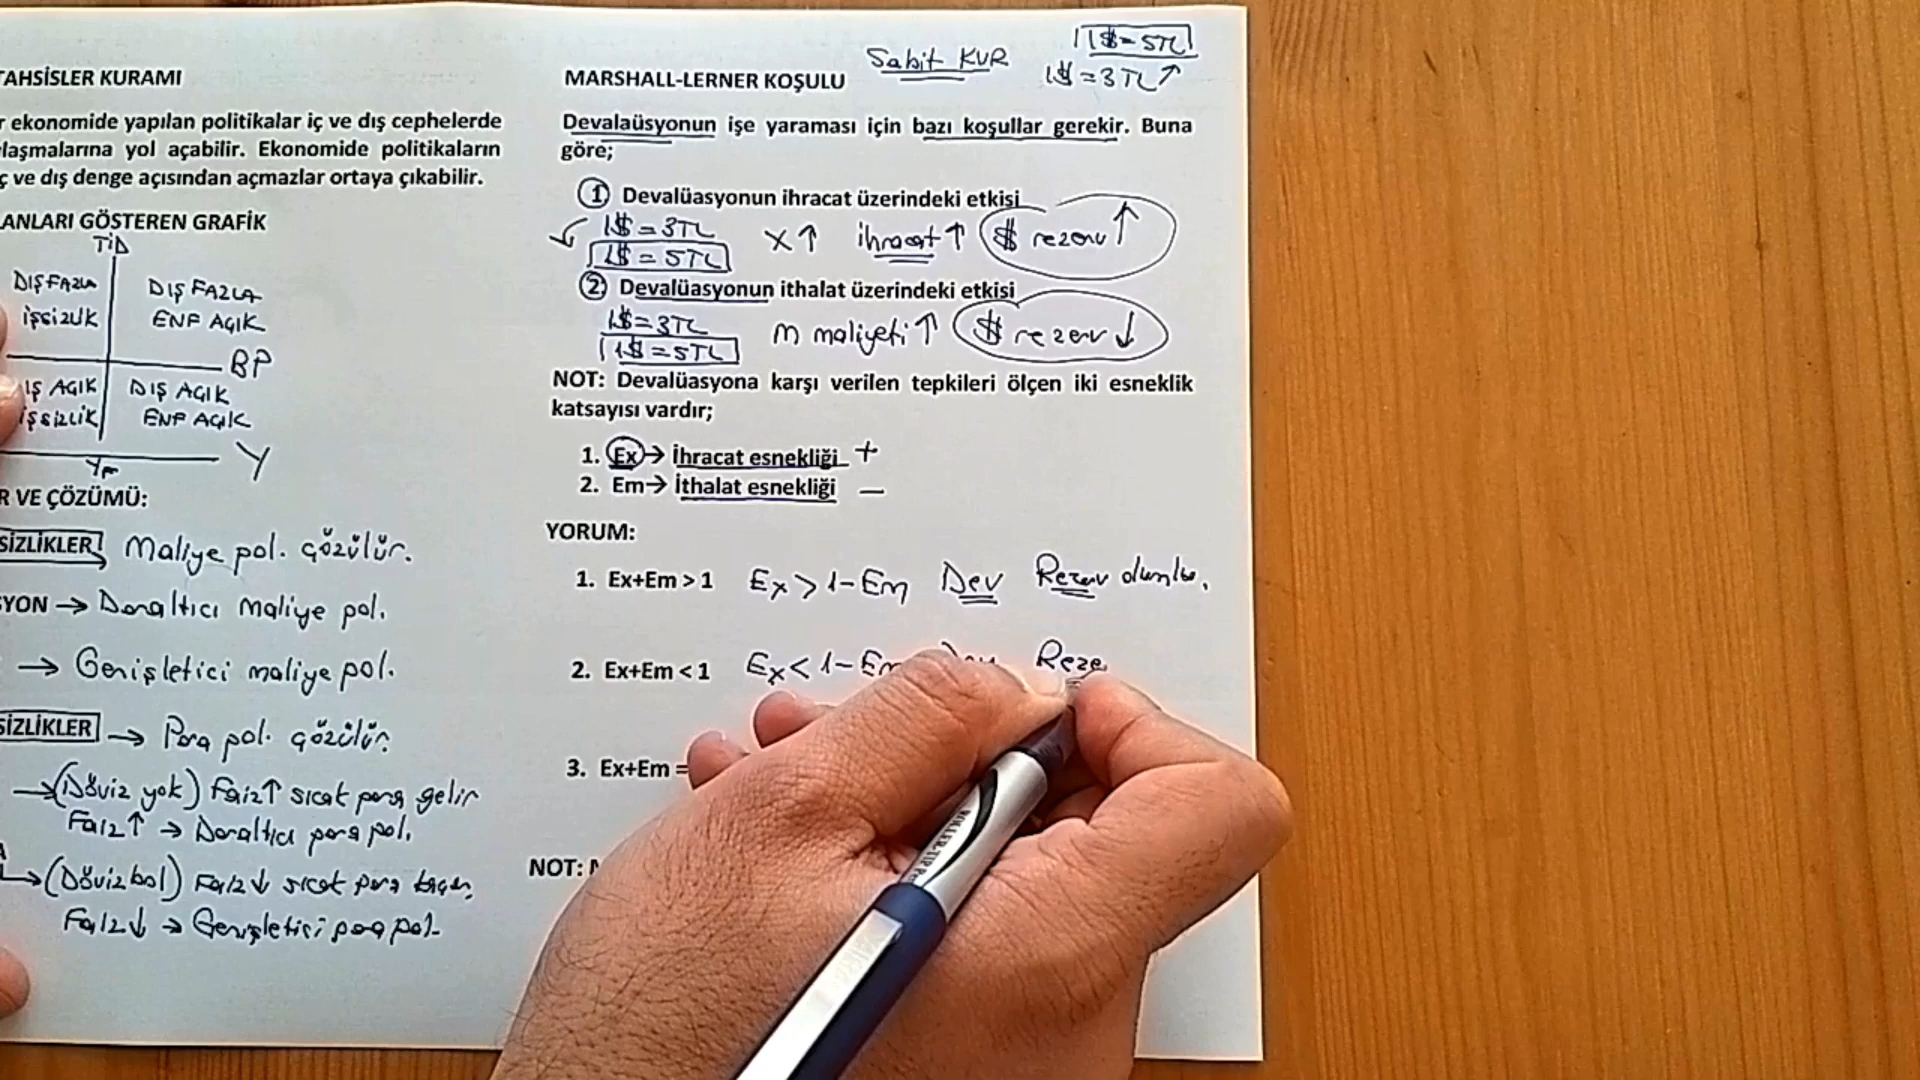 TAHSİSLER KURAMI
r ekonomide yapılan politikalar iç ve dış cephelerde
laşmalarına yol açabilir. Ekonomide politikaların
ç ve dış denge açısından açmazlar ortaya çıkabilir.
LANLARI GÖSTEREN GRAFİK
TİD
DIŞ FAZLA
DIŞ FAZLA
İŞSİZLİK
ENF AÇIK
BP
IŞ AÇIK
DIŞ AÇIK
İŞSİZLİK
ENF AÇIK
Y
YF
R VE ÇÖZÜMÜ:
SİZLİKLER Maliye pol. çözülür.
SYON → Daraltıcı maliye pol.
→ Genişletici maliye pol.
SİZLİKLER → Para pol. çözülür.
→ (Döviz yok) Faiz↑ sıcak para gelir
Faiz↑ → Daraltıcı para pol.
→ (Döviz bol) Faiz↓ sıcak para kaçar,
Faiz↓ → Genişletici para pol.
Sabit KUR
1$ = 5TL
1$ = 3TL↑
MARSHALL-LERNER KOŞULU
Devalaüsyonun işe yaraması için bazı koşullar gerekir. Buna
göre;
1 Devalüasyonun ihracat üzerindeki etkisi
1$ = 3TL
1$ = 5TL
X↑ ihracat↑ $ rezerv↑
2 Devalüasyonun ithalat üzerindeki etkisi
1$ = 3TL
1$ = 5TL
m maliyeti↑ $ rezerv↓
NOT: Devalüasyona karşı verilen tepkileri ölçen iki esneklik
katsayısı vardır;
1. Ex→ İhracat esnekliği +
2. Em→ İthalat esnekliği –
YORUM:
1. Ex+Em > 1 Ex > 1-Em Dev Rezerv olumlu.
2. Ex+Em < 1 Ex < 1-Em Reze
3. Ex+Em =
NOT: